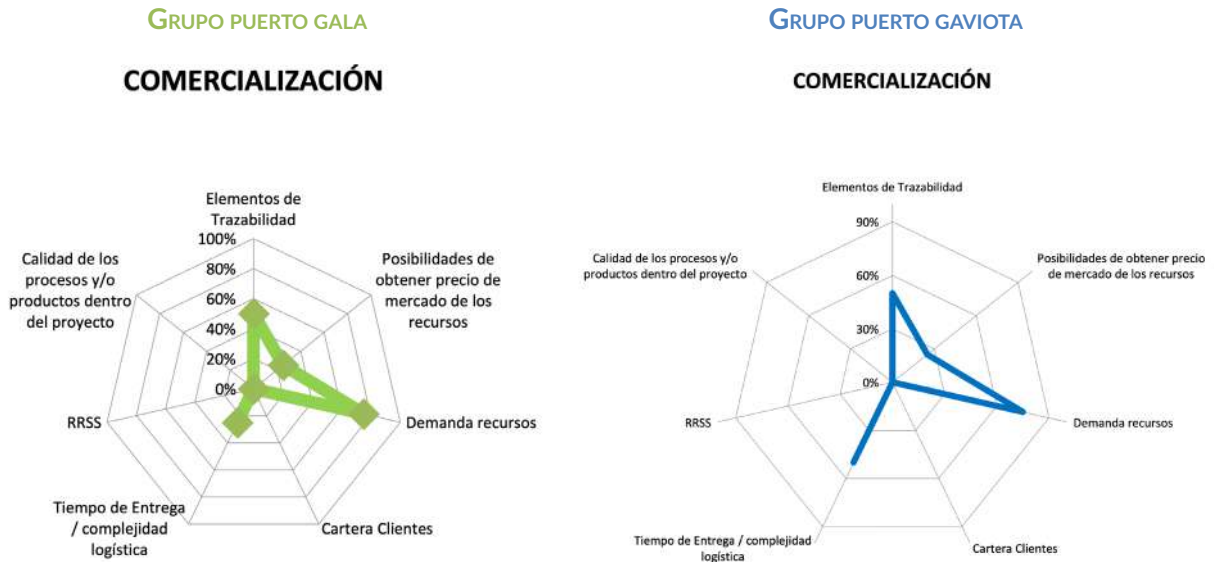 GRUPO PUERTO GALA
COMERCIALIZACIÓN
Elementos de
Trazabilidad
100%
80%
60%
40%
20%
0%
Posibilidades de
obtener precio de
mercado de los
recursos
Demanda recursos
Cartera Clientes
Tiempo de Entrega
/ complejidad
logística
RRSS
Calidad de los
procesos y/o
productos dentro
del proyecto
GRUPO PUERTO GAVIOTA
COMERCIALIZACIÓN
Elementos de Trazabilidad
90%
60%
30%
0%
Posibilidades de obtener precio
de mercado de los recursos
Demanda recursos
Cartera Clientes
Tiempo de Entrega / complejidad
logística
RRSS
Calidad de los procesos y/o
productos dentro del proyecto